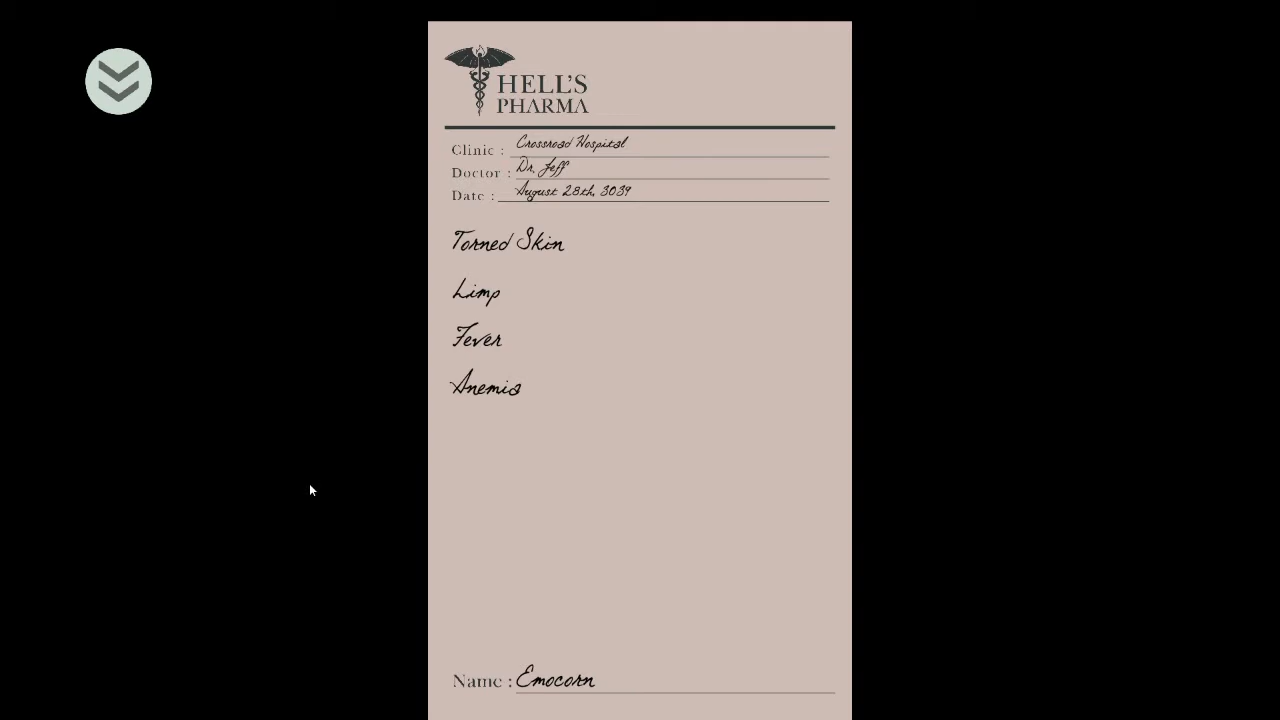 HELL'S
PHARMA
Clinic : Crossroad Hospital
Doctor : Dr. Jeff
Date : August 28th, 3039
Torned Skin
Limp
Fever
Anemia
Name : Emocorn